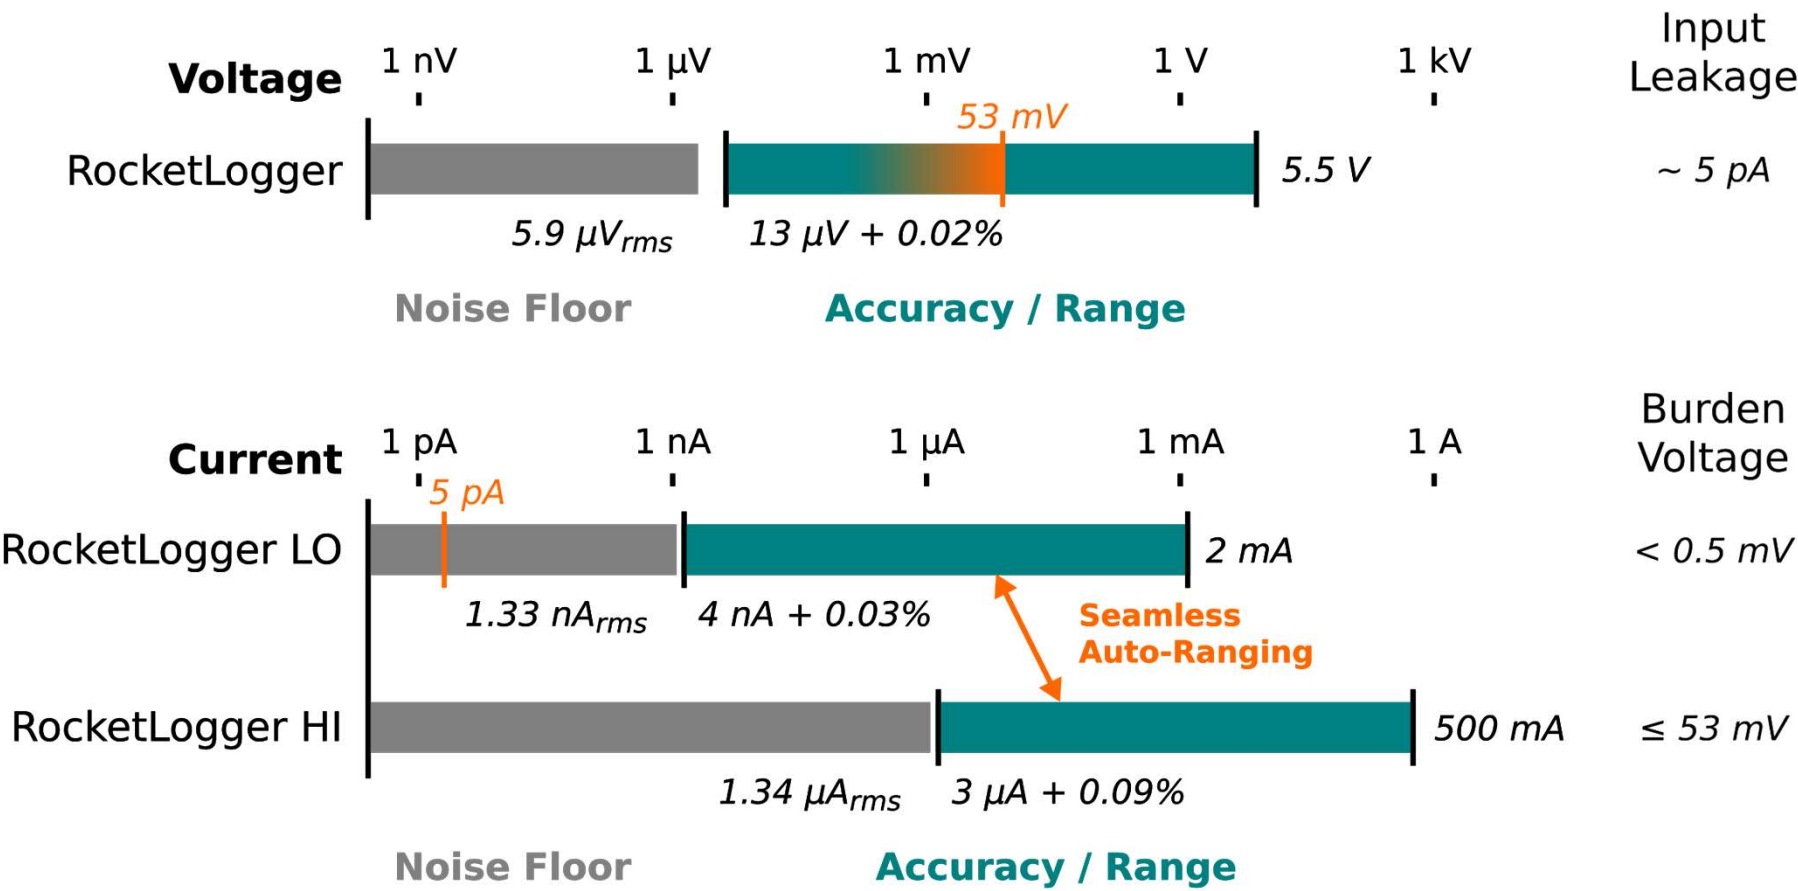 Voltage
1 nV 1 µV 1 mV 1 V 1 kV
Input
Leakage
53 mV
RocketLogger
5.5 V
~ 5 pA
5.9 µVrms
13 µV + 0.02%
Noise Floor
Accuracy / Range
Current
1 pA 1 nA 1 µA 1 mA 1 A
Burden
Voltage
5 pA
RocketLogger LO
2 mA
< 0.5 mV
1.33 nArms
4 nA + 0.03%
Seamless
Auto-Ranging
RocketLogger HI
500 mA
≤ 53 mV
1.34 µArms
3 µA + 0.09%
Noise Floor
Accuracy / Range